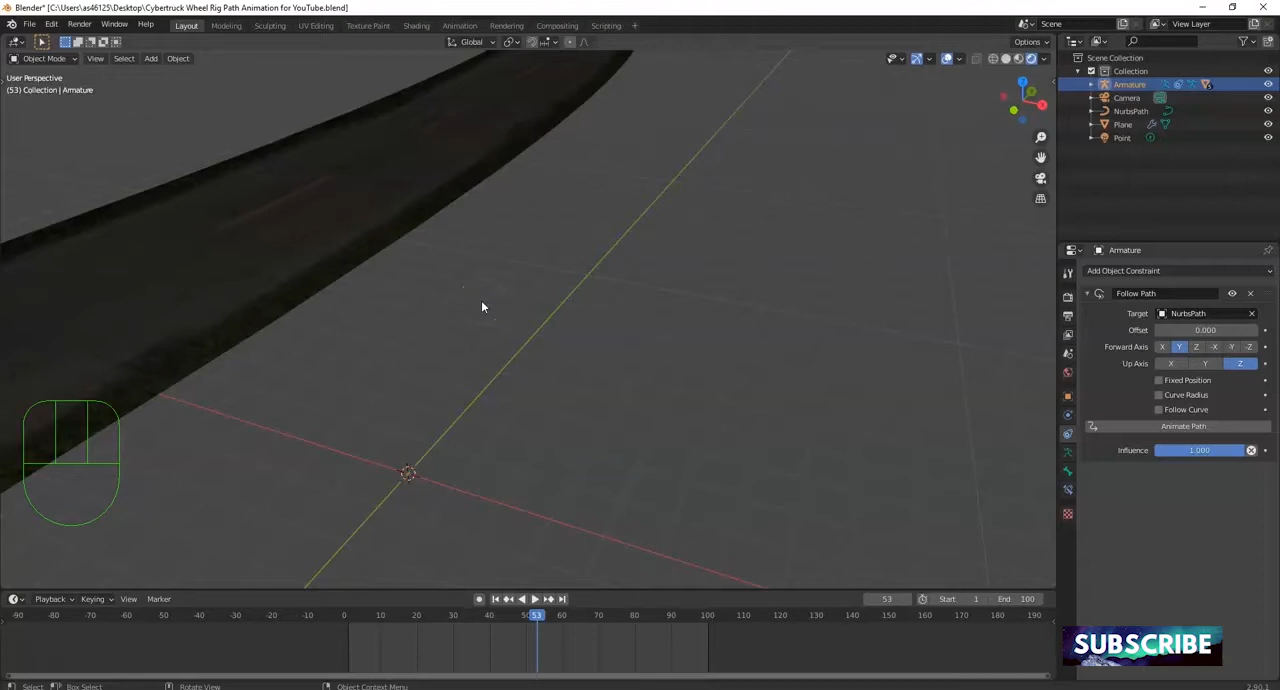 Blender* [C:\Users\as46125\Desktop\Cybertruck Wheel Rig Path Animation for YouTube.blend]
File Edit Render Window Help Layout Modeling Sculpting UV Editing Texture Paint Shading Animation Rendering Compositing Scripting + Scene View Layer
Global Options
Object Mode View Select Add Object
User Perspective
(53) Collection | Armature
Scene Collection
Collection
Armature
Camera
NurbsPath
Plane
Point
Armature
Add Object Constraint
Follow Path
Target NurbsPath
Offset 0.000
Forward Axis X Y Z -X -Y -Z
Up Axis X Y Z
Fixed Position
Curve Radius
Follow Curve
Animate Path
Influence 1.000
Playback Keying View Marker 53 Start 1 End 100
-90 -80 -70 -60 -50 -40 -30 -20 -10 0 10 20 30 40 50 53 60 70 80 90 100 110 120 130 140 150 160 170 180 190
SUBSCRIBE
Select Box Select Rotate View Object Context Menu 2.90.1